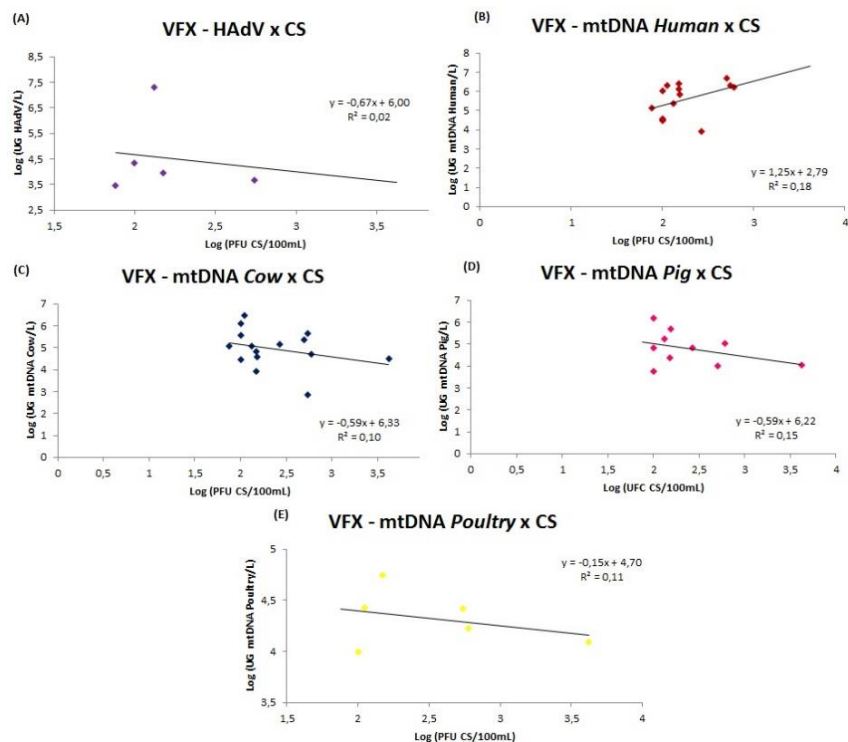 (A)
VFX - HAdV x CS
Log (UG HAdV/L)
8,5
7,5
6,5
5,5
4,5
3,5
2,5
y = -0,67x + 6,00
R² = 0,02
1,5 2 2,5 3 3,5
Log (PFU CS/100mL)
(B)
VFX - mtDNA Human x CS
Log (UG mtDNA Human/L)
8
7
6
5
4
3
2
1
0
y = 1,25x + 2,79
R² = 0,18
0 1 2 3 4
Log (PFU CS/100mL)
(C)
VFX - mtDNA Cow x CS
Log (UG mtDNA Cow/L)
7
6
5
4
3
2
1
0
y = -0,59x + 6,33
R² = 0,10
0 0,5 1 1,5 2 2,5 3 3,5
Log (PFU CS/100mL)
(D)
VFX - mtDNA Pig x CS
Log (UG mtDNA Pig/L)
7
6
5
4
3
2
1
0
y = -0,59x + 6,22
R² = 0,15
0 0,5 1 1,5 2 2,5 3 3,5 4
Log (UFC CS/100mL)
(E)
VFX - mtDNA Poultry x CS
Log (UG mtDNA Poultry/L)
5
4,5
4
3,5
y = -0,15x + 4,70
R² = 0,11
1,5 2 2,5 3 3,5 4
Log (PFU CS/100mL)